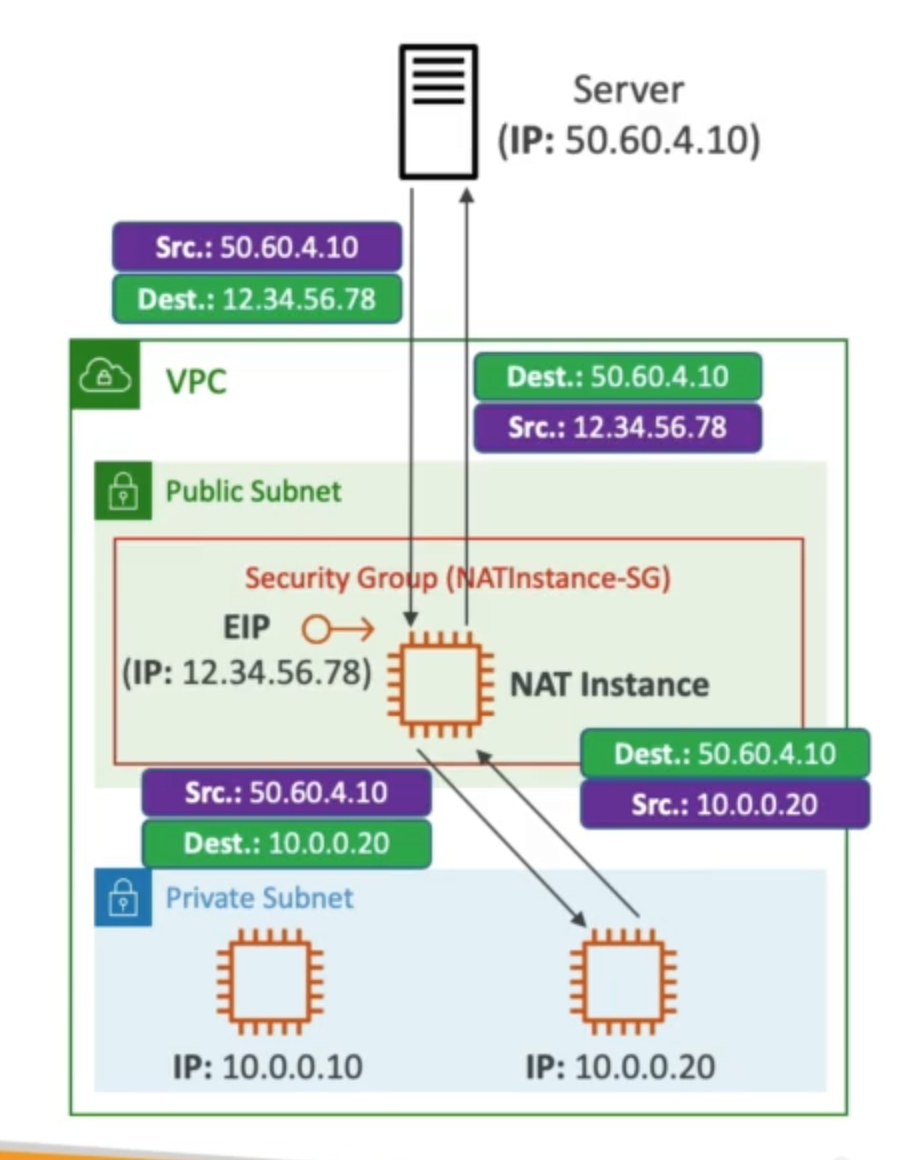 Server
(IP: 50.60.4.10)
Src.: 50.60.4.10
Dest.: 12.34.56.78
VPC
Dest.: 50.60.4.10
Src.: 12.34.56.78
Public Subnet
Security Group (NATInstance-SG)
EIP
(IP: 12.34.56.78)
NAT Instance
Dest.: 50.60.4.10
Src.: 10.0.0.20
Src.: 50.60.4.10
Dest.: 10.0.0.20
Private Subnet
IP: 10.0.0.10
IP: 10.0.0.20